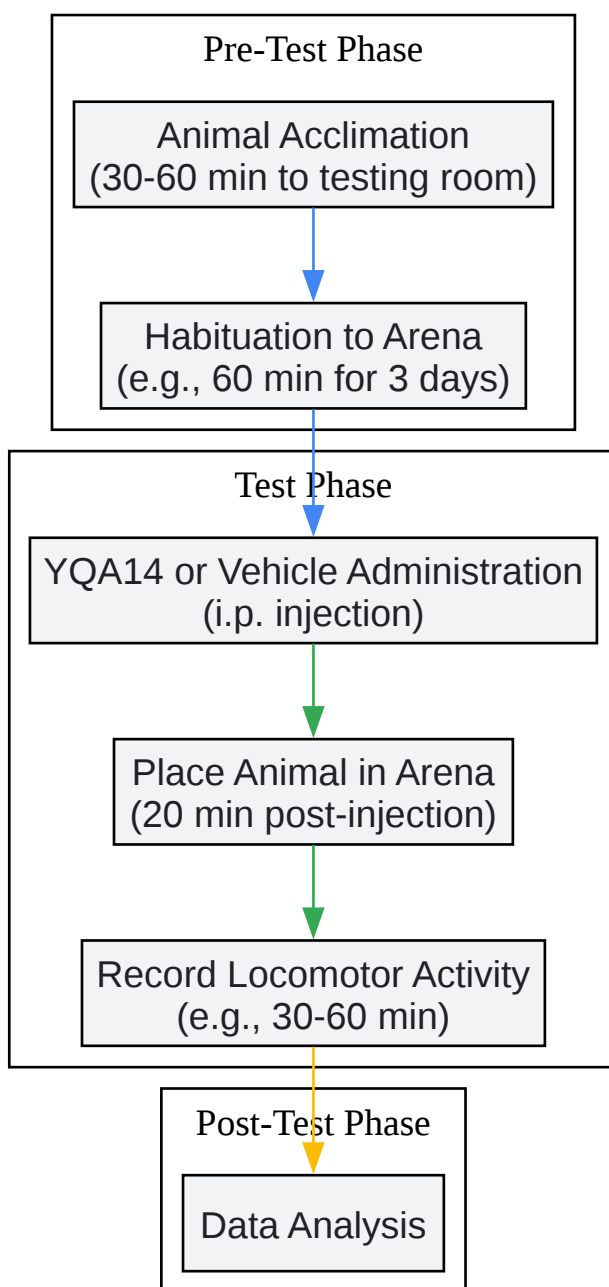 Pre-Test Phase
Animal Acclimation
(30-60 min to testing room)
Habituation to Arena
(e.g., 60 min for 3 days)
Test Phase
YQA14 or Vehicle Administration
(i.p. injection)
Place Animal in Arena
(20 min post-injection)
Record Locomotor Activity
(e.g., 30-60 min)
Post-Test Phase
Data Analysis